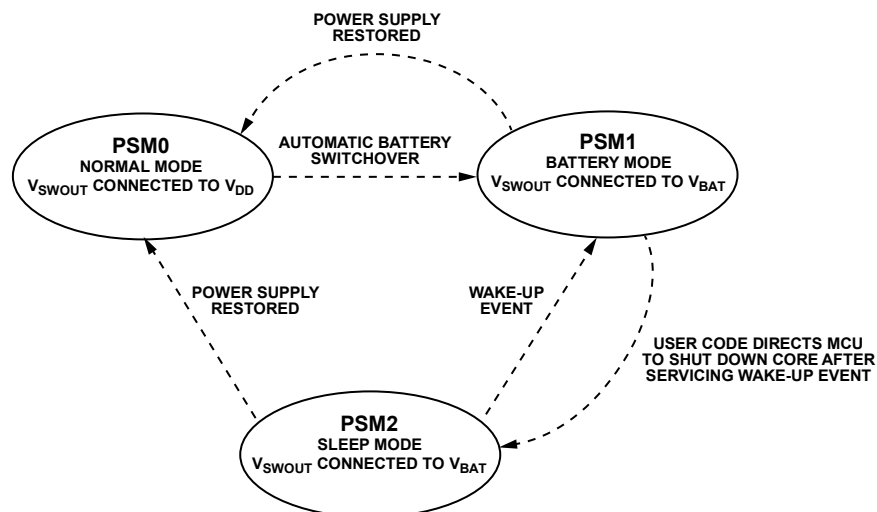 POWER SUPPLY
RESTORED
PSM0
NORMAL MODE
VSWOUT CONNECTED TO VDD
AUTOMATIC BATTERY
SWITCHOVER
PSM1
BATTERY MODE
VSWOUT CONNECTED TO VBAT
POWER SUPPLY
RESTORED
WAKE-UP
EVENT
USER CODE DIRECTS MCU
TO SHUT DOWN CORE AFTER
SERVICING WAKE-UP EVENT
PSM2
SLEEP MODE
VSWOUT CONNECTED TO VBAT